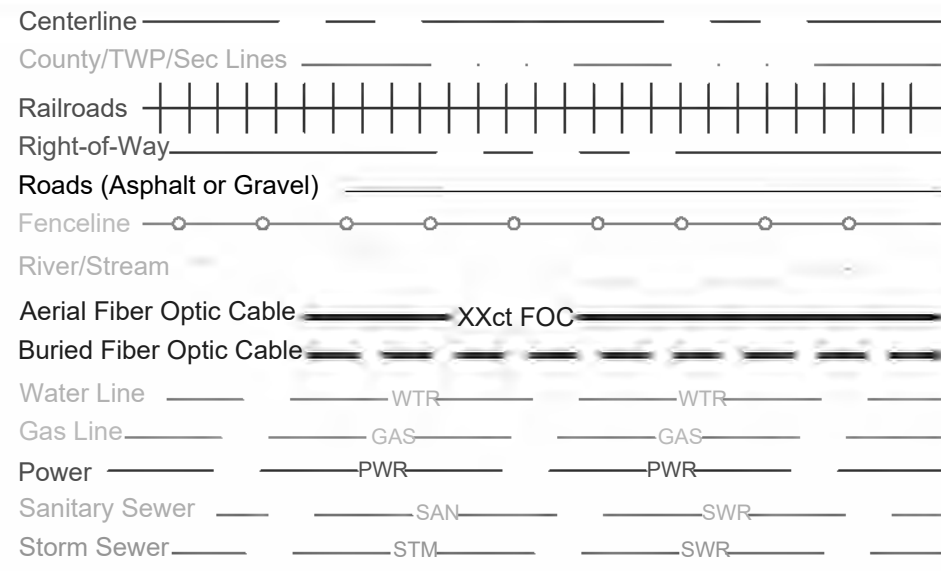 Centerline
County/TWP/Sec Lines
Railroads
Right-of-Way
Roads (Asphalt or Gravel)
Fenceline
River/Stream
Aerial Fiber Optic Cable XXct FOC
Buried Fiber Optic Cable
Water Line WTR WTR
Gas Line GAS GAS
Power PWR PWR
Sanitary Sewer SAN SWR
Storm Sewer STM SWR